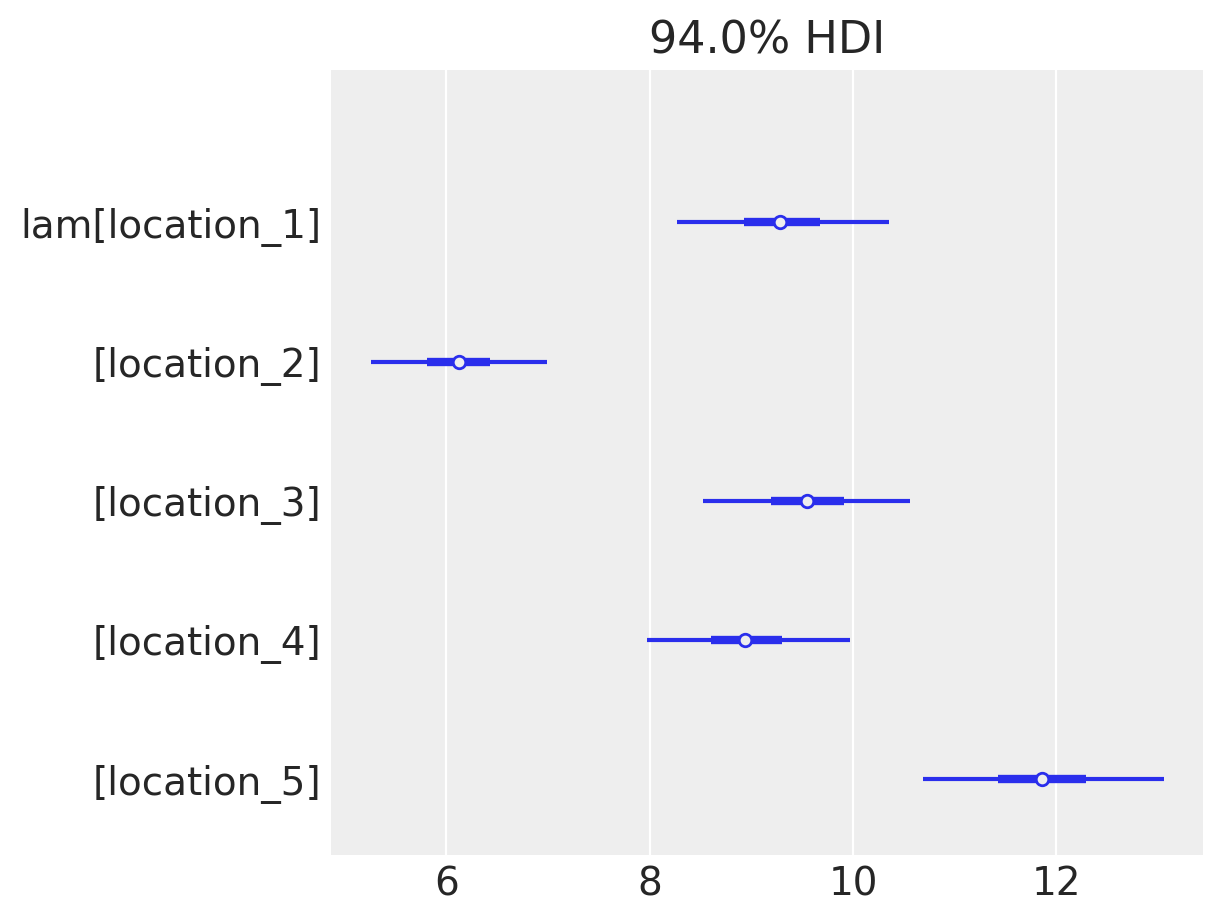 94.0% HDI
lam[location_1]
[location_2]
[location_3]
[location_4]
[location_5]
6 8 10 12